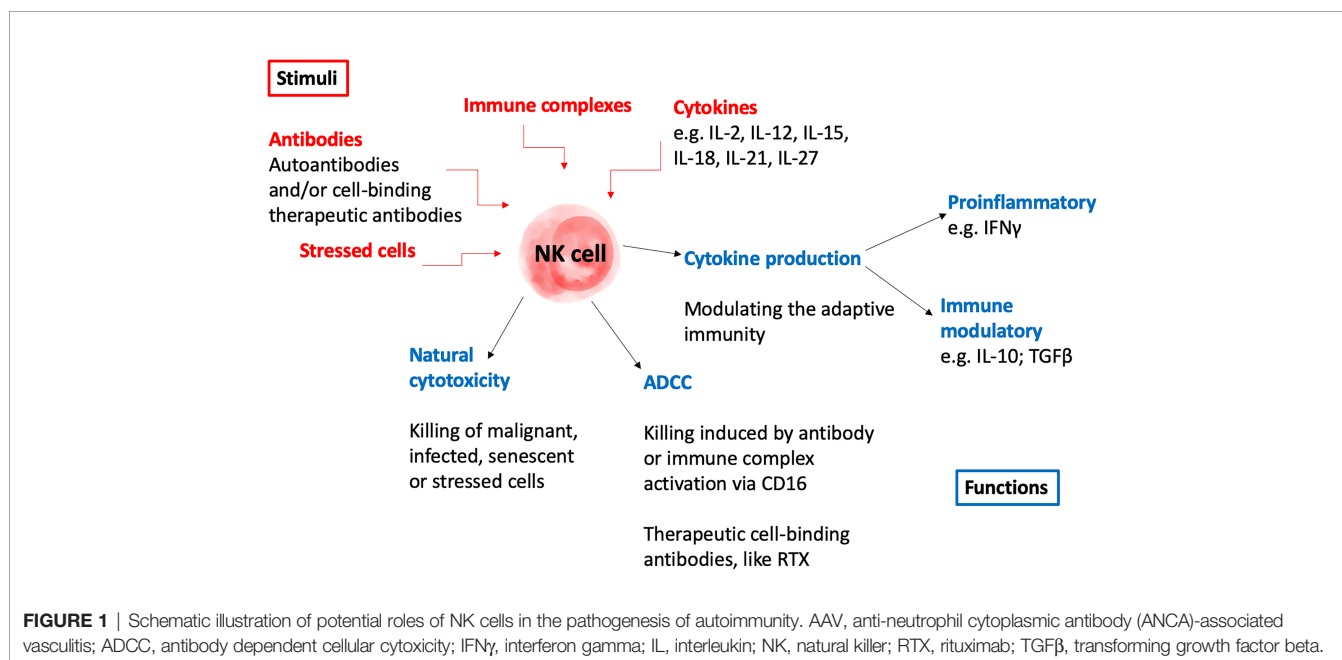 Stimuli
Immune complexes
Cytokines
e.g. IL-2, IL-12, IL-15,
IL-18, IL-21, IL-27
Antibodies
Autoantibodies
and/or cell-binding
therapeutic antibodies
Stressed cells
NK cell
Cytokine production
Modulating the adaptive
immunity
Proinflammatory
e.g. IFNγ
Immune
modulatory
e.g. IL-10; TGFβ
Natural
cytotoxicity
Killing of malignant,
infected, senescent
or stressed cells
ADCC
Killing induced by antibody
or immune complex
activation via CD16
Therapeutic cell-binding
antibodies, like RTX
Functions
FIGURE 1 | Schematic illustration of potential roles of NK cells in the pathogenesis of autoimmunity. AAV, anti-neutrophil cytoplasmic antibody (ANCA)-associated
vasculitis; ADCC, antibody dependent cellular cytoxicity; IFNγ, interferon gamma; IL, interleukin; NK, natural killer; RTX, rituximab; TGFβ, transforming growth factor beta.